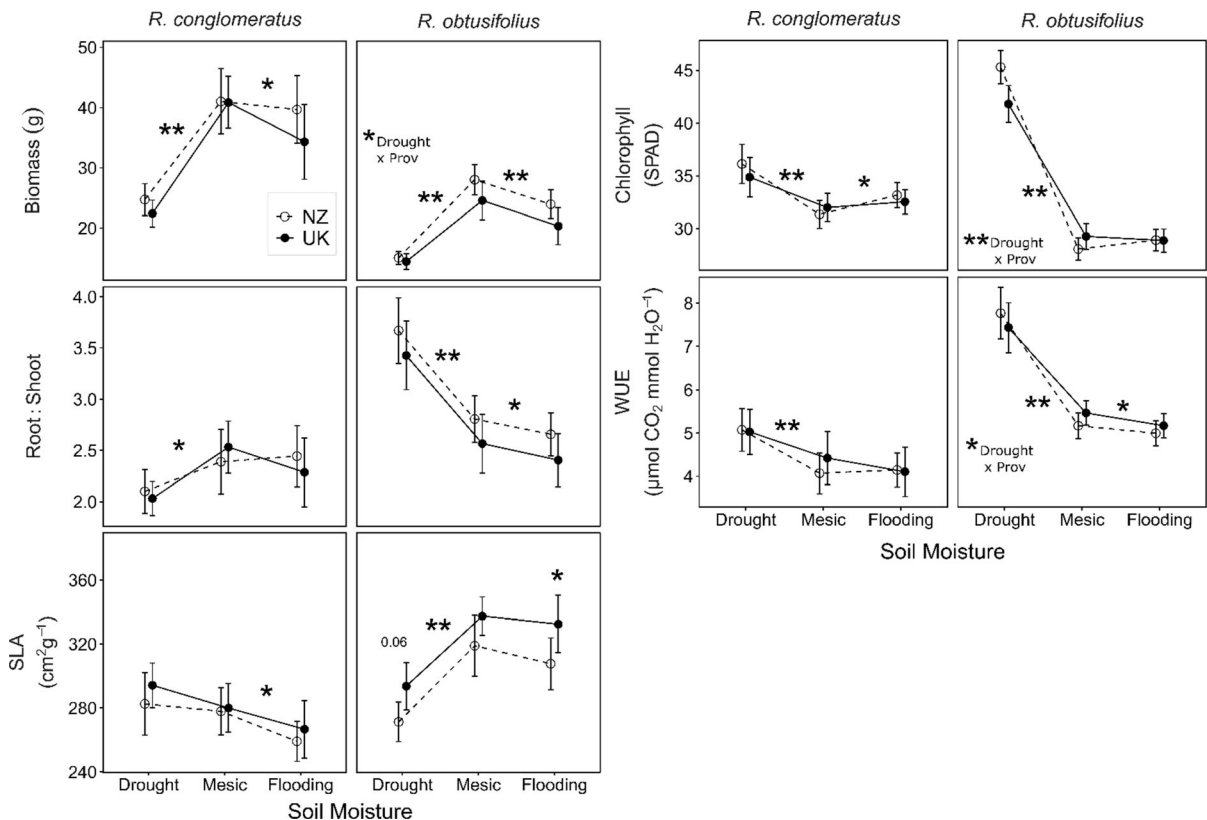 R. conglomeratus
R. obtusifolius
Biomass (g)
50
40
30
20
**
*
NZ
UK
*Drought
x Prov
**
**
Root : Shoot
4.0
3.5
3.0
2.5
2.0
*
**
*
SLA
(cm²g⁻¹)
360
320
280
240
*
0.06
**
*
Drought
Mesic
Flooding
Drought
Mesic
Flooding
Soil Moisture
R. conglomeratus
R. obtusifolius
Chlorophyll
(SPAD)
45
40
35
30
**
*
**
**Drought
x Prov
WUE
(μmol CO₂ mmol H₂O⁻¹)
8
7
6
5
4
**
**
*
*Drought
x Prov
Drought
Mesic
Flooding
Drought
Mesic
Flooding
Soil Moisture